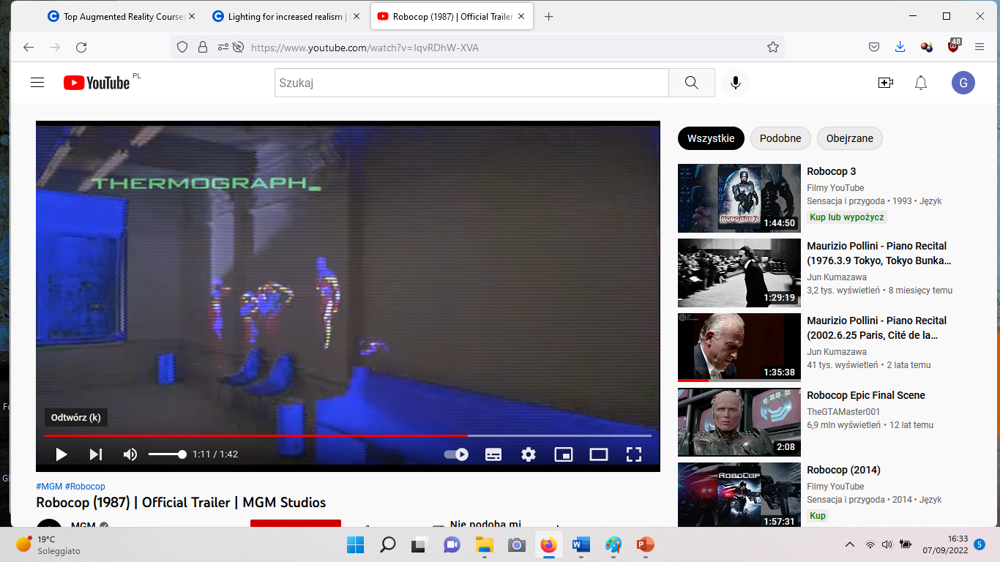 Top Augmented Reality Courses
Lighting for increased realism |
Robocop (1987) | Official Trailer
https://www.youtube.com/watch?v=IqvRDhW-XVA
48
YouTube PL
Szukaj
G
THERMOGRAPH_
Odtwórz (k)
1:11 / 1:42
#MGM #Robocop
Robocop (1987) | Official Trailer | MGM Studios
MGM
Nie podoba mi
Wszystkie
Podobne
Obejrzane
ROBOCOP 3
1:44:50
Robocop 3
Filmy YouTube
Sensacja i przygoda • 1993 • Język
Kup lub wypożycz
1:29:19
Maurizio Pollini - Piano Recital
(1976.3.9 Tokyo, Tokyo Bunka...
Jun Kumazawa
3,2 tys. wyświetleń • 8 miesięcy temu
1:35:38
Maurizio Pollini - Piano Recital
(2002.6.25 Paris, Cité de la...
Jun Kumazawa
41 tys. wyświetleń • 2 lata temu
2:08
Robocop Epic Final Scene
TheGTAMaster001
6,9 mln wyświetleń • 12 lat temu
ROBOCOP
1:57:31
Robocop (2014)
Filmy YouTube
Sensacja i przygoda • 2014 • Język
Kup
19°C
Soleggiato
16:33
07/09/2022
5